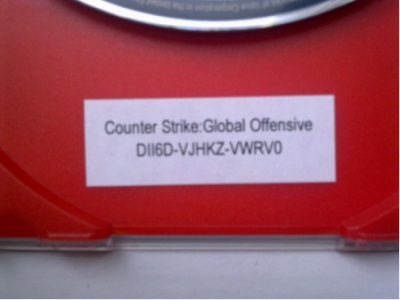 Counter Strike:Global Offensive
DII6D-VJHKZ-VWRV0